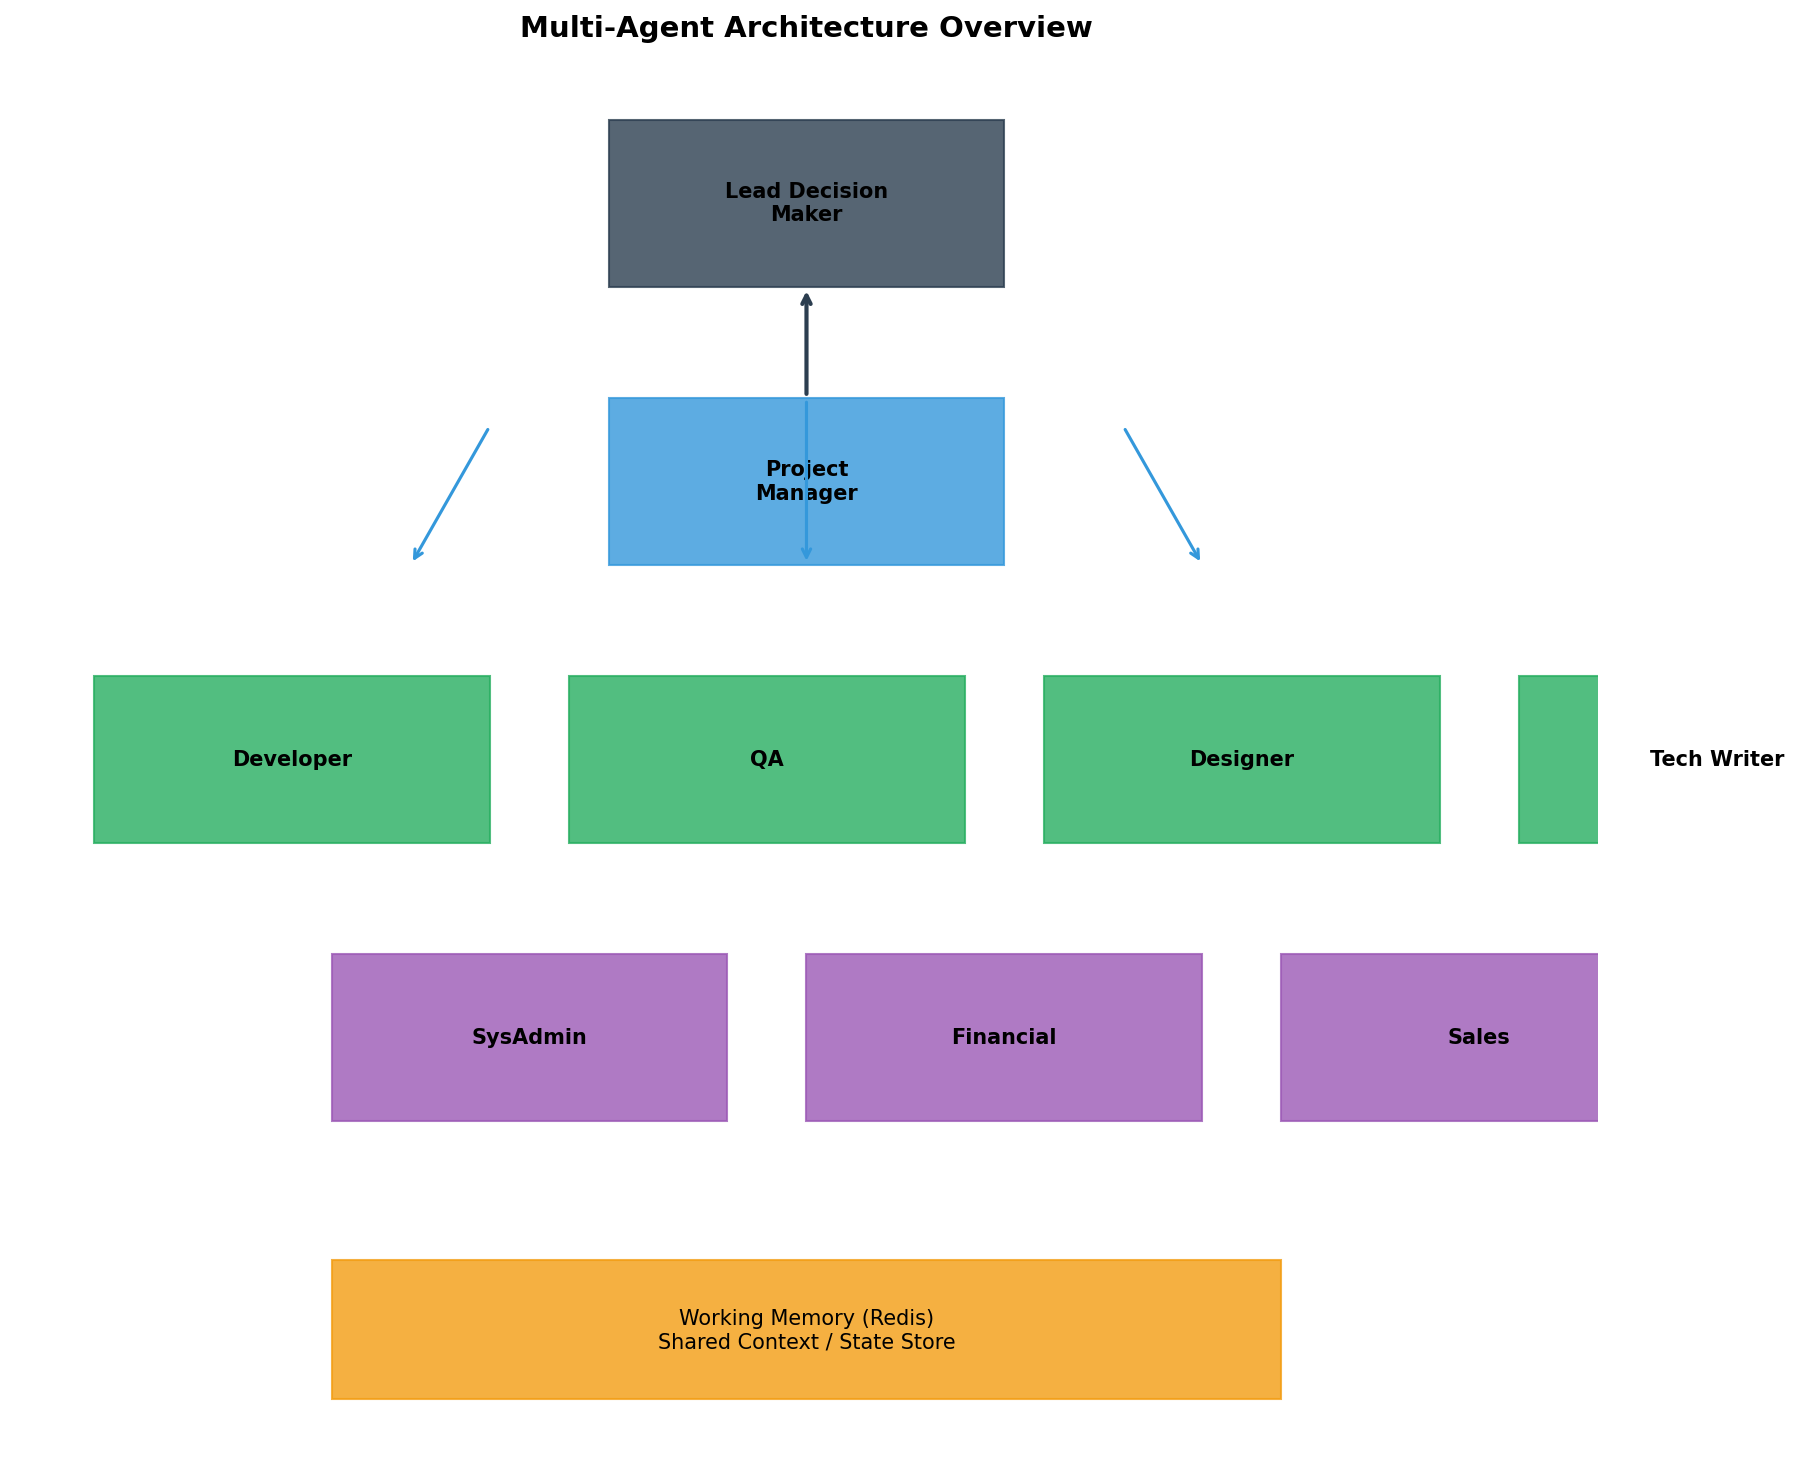 Multi-Agent Architecture Overview
Lead Decision
Maker
Project
Manager
Developer
QA
Designer
Tech Writer
SysAdmin
Financial
Sales
Working Memory (Redis)
Shared Context / State Store